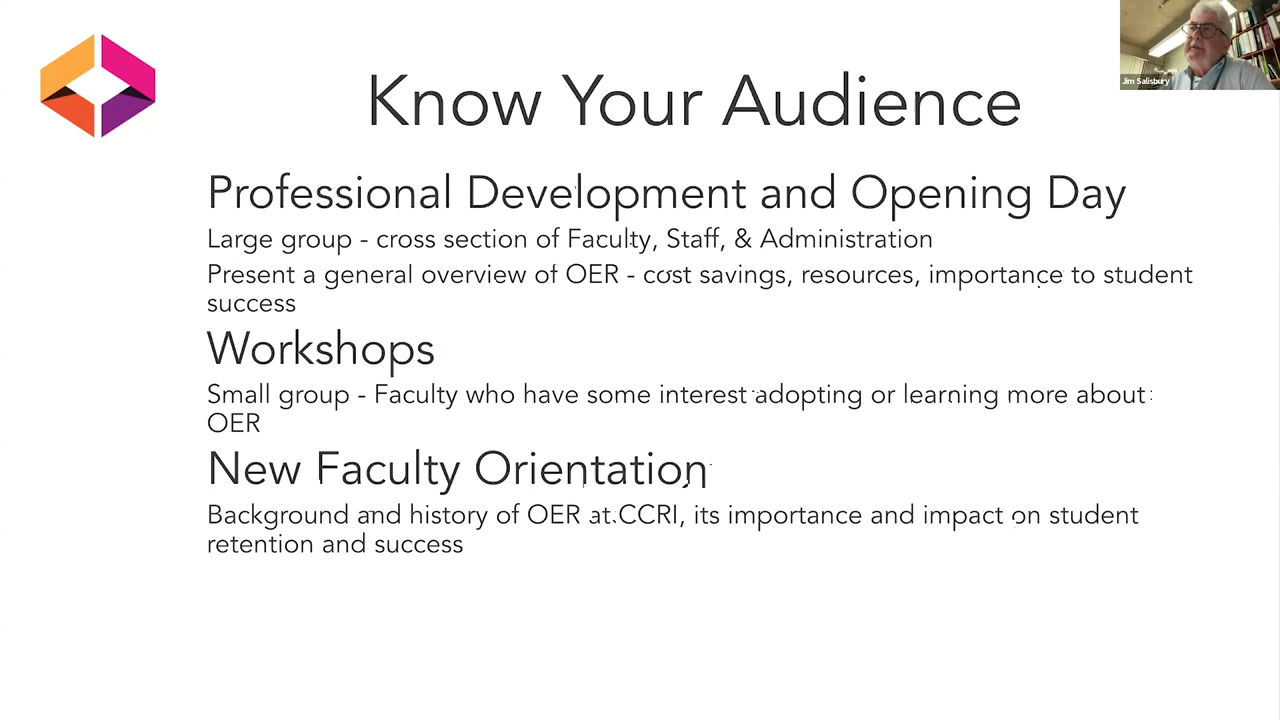 Know Your Audience
Jim Salisbury
Professional Development and Opening Day
Large group - cross section of Faculty, Staff, & Administration
Present a general overview of OER - cost savings, resources, importance to student
success
Workshops
Small group - Faculty who have some interest adopting or learning more about
OER
New Faculty Orientation
Background and history of OER at CCRI, its importance and impact on student
retention and success